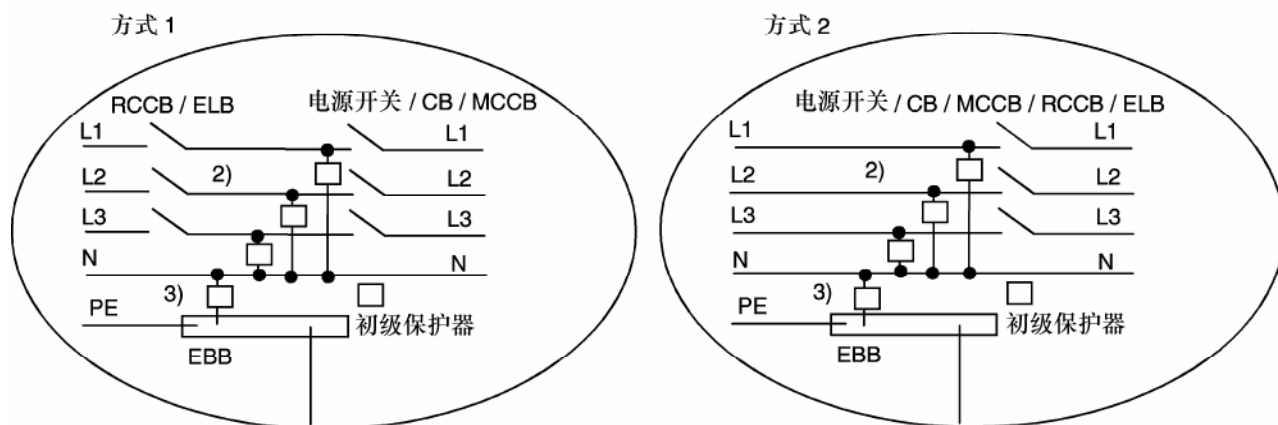 方式 1
RCCB / ELB
电源开关 / CB / MCCB
L1
L1
L2
2)
L2
L3
L3
N
N
3)
PE
初级保护器
EBB
方式 2
电源开关 / CB / MCCB / RCCB / ELB
L1
L1
L2
2)
L2
L3
L3
N
N
3)
PE
初级保护器
EBB